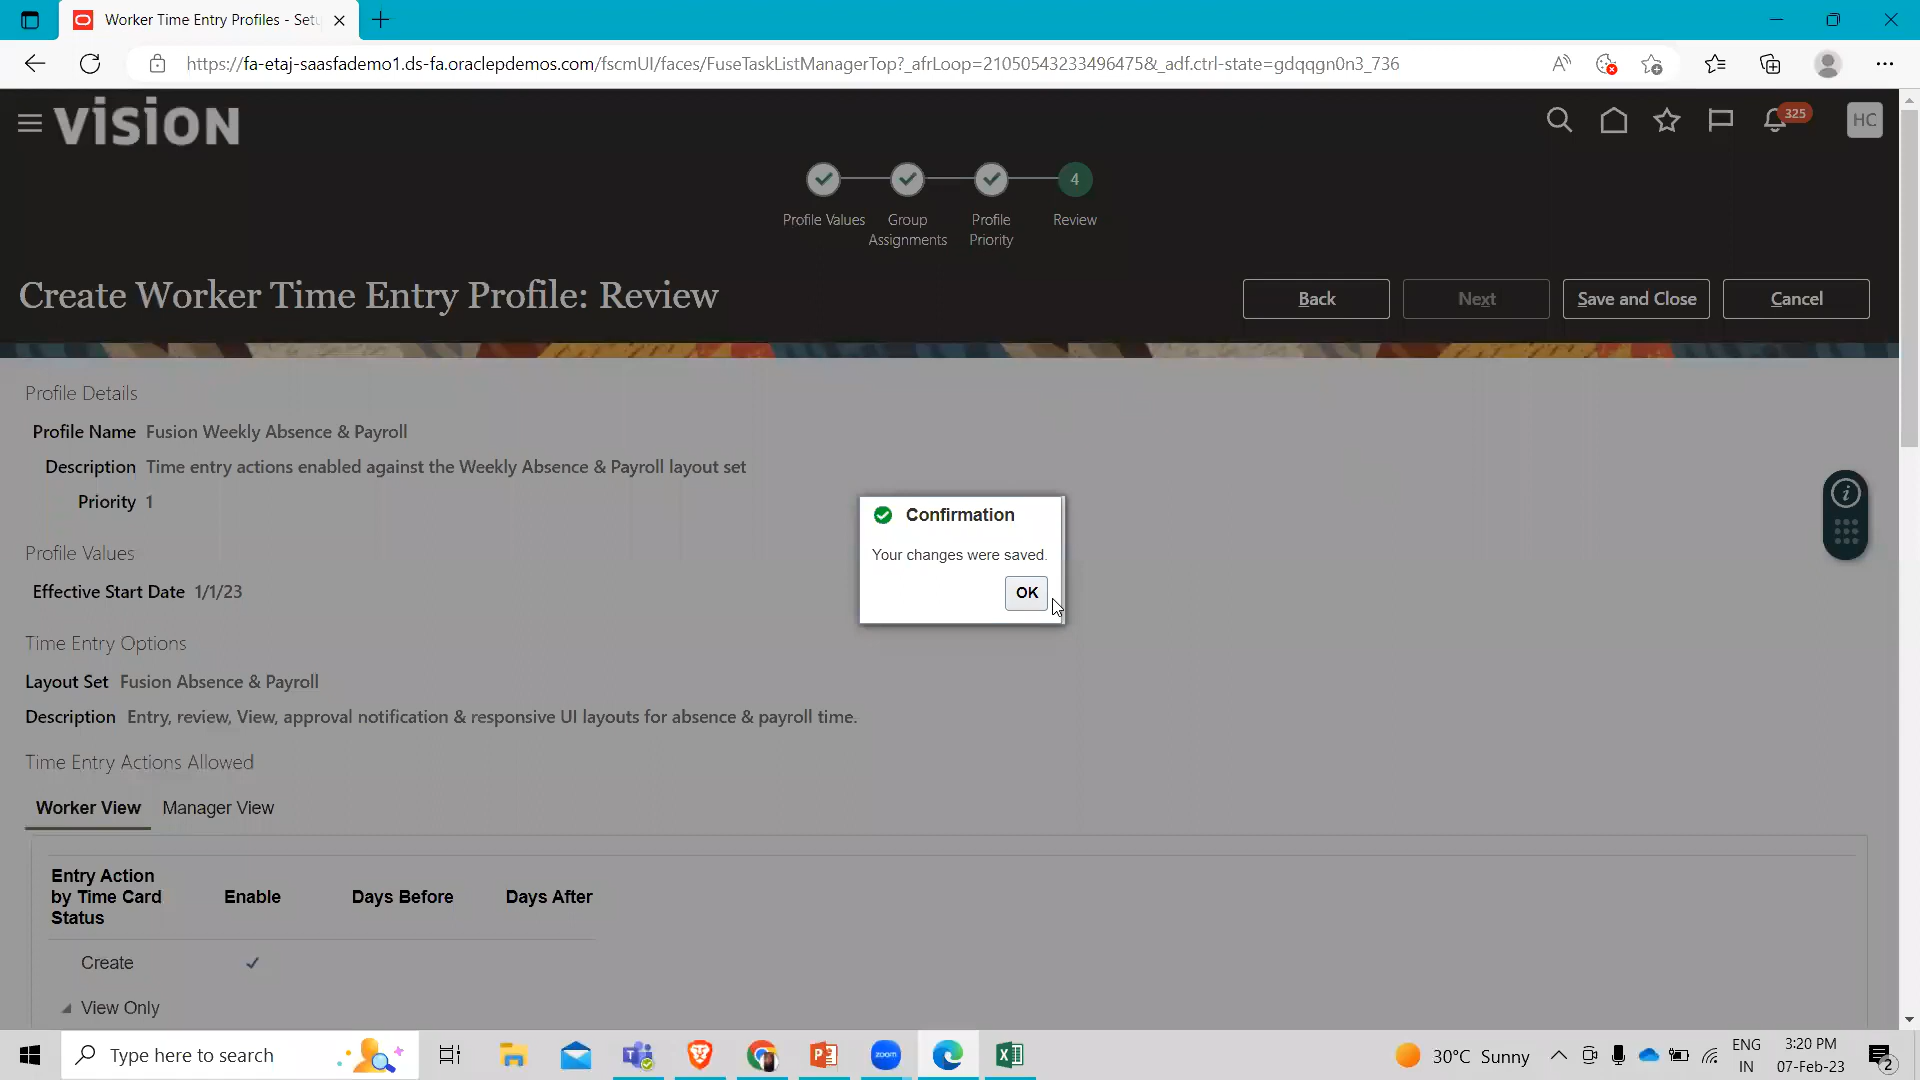 Worker Time Entry Profiles - Setu
https://fa-etaj-saasfademo1.ds-fa.oraclepdemos.com/fscmUI/faces/FuseTaskListManagerTop?_afrLoop=2105054323349​6475&_adf.ctrl-state=gdqqgn0n3_736
vision
325
HC
4
Profile Values
Group Assignments
Profile Priority
Review
Create Worker Time Entry Profile: Review
Back
Next
Save and Close
Cancel
Profile Details
Profile Name Fusion Weekly Absence & Payroll
Description Time entry actions enabled against the Weekly Absence & Payroll layout set
Priority 1
Confirmation
Your changes were saved.
OK
Profile Values
Effective Start Date 1/1/23
Time Entry Options
Layout Set Fusion Absence & Payroll
Description Entry, review, View, approval notification & responsive UI layouts for absence & payroll time.
Time Entry Actions Allowed
Worker View Manager View
Entry Action
by Time Card
Status
Enable Days Before Days After
Create
View Only
Type here to search
zoom
30°C Sunny
ENG
IN
3:20 PM
07-Feb-23
2